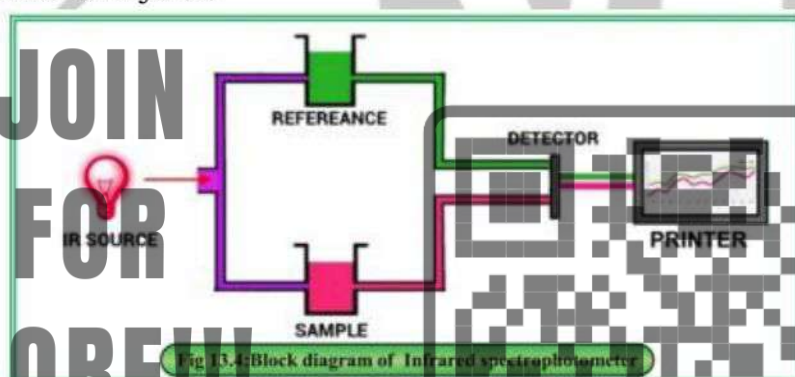 JOIN
REFEREANCE
DETECTOR
IR SOURCE
FOR
PRINTER
SAMPLE
Fig 13.4:Block diagram of Infrared spectrophotometer